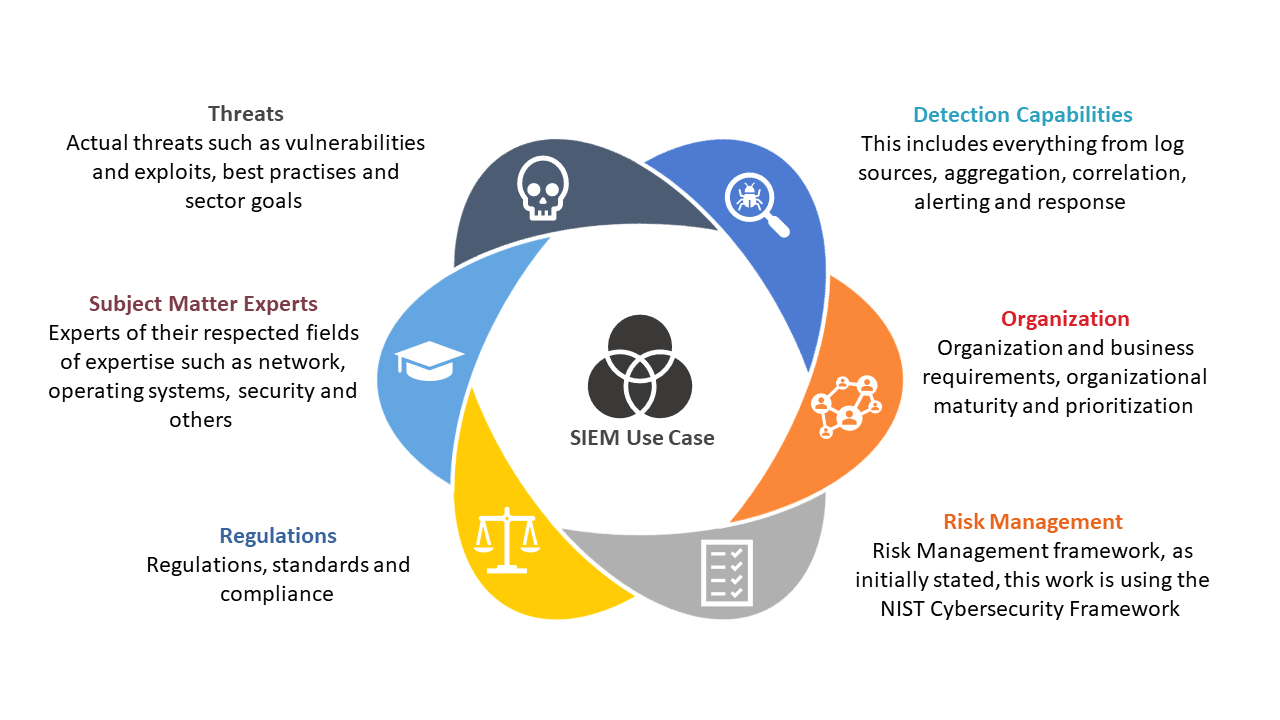 Threats
Actual threats such as vulnerabilities
and exploits, best practises and
sector goals
Detection Capabilities
This includes everything from log
sources, aggregation, correlation,
alerting and response
Subject Matter Experts
Experts of their respected fields
of expertise such as network,
operating systems, security and
others
Organization
Organization and business
requirements, organizational
maturity and prioritization
SIEM Use Case
Regulations
Regulations, standards and
compliance
Risk Management
Risk Management framework, as
initially stated, this work is using the
NIST Cybersecurity Framework